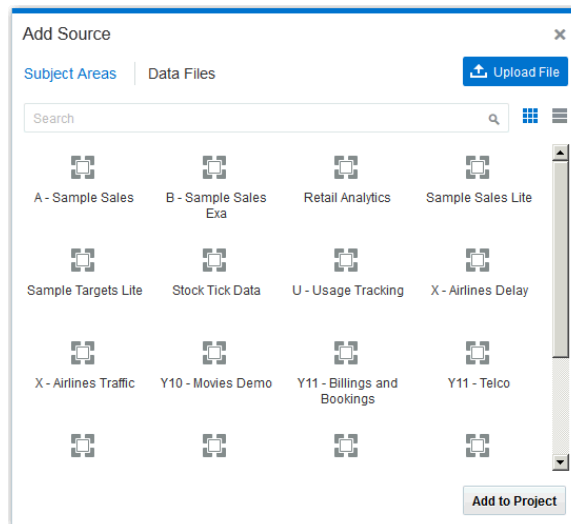 Add Source
Subject Areas
Data Files
Upload File
Search
A - Sample Sales
B - Sample Sales
Exa
Retail Analytics
Sample Sales Lite
Sample Targets Lite
Stock Tick Data
U - Usage Tracking
X - Airlines Delay
X - Airlines Traffic
Y10 - Movies Demo
Y11 - Billings and
Bookings
Y11 - Telco
Add to Project